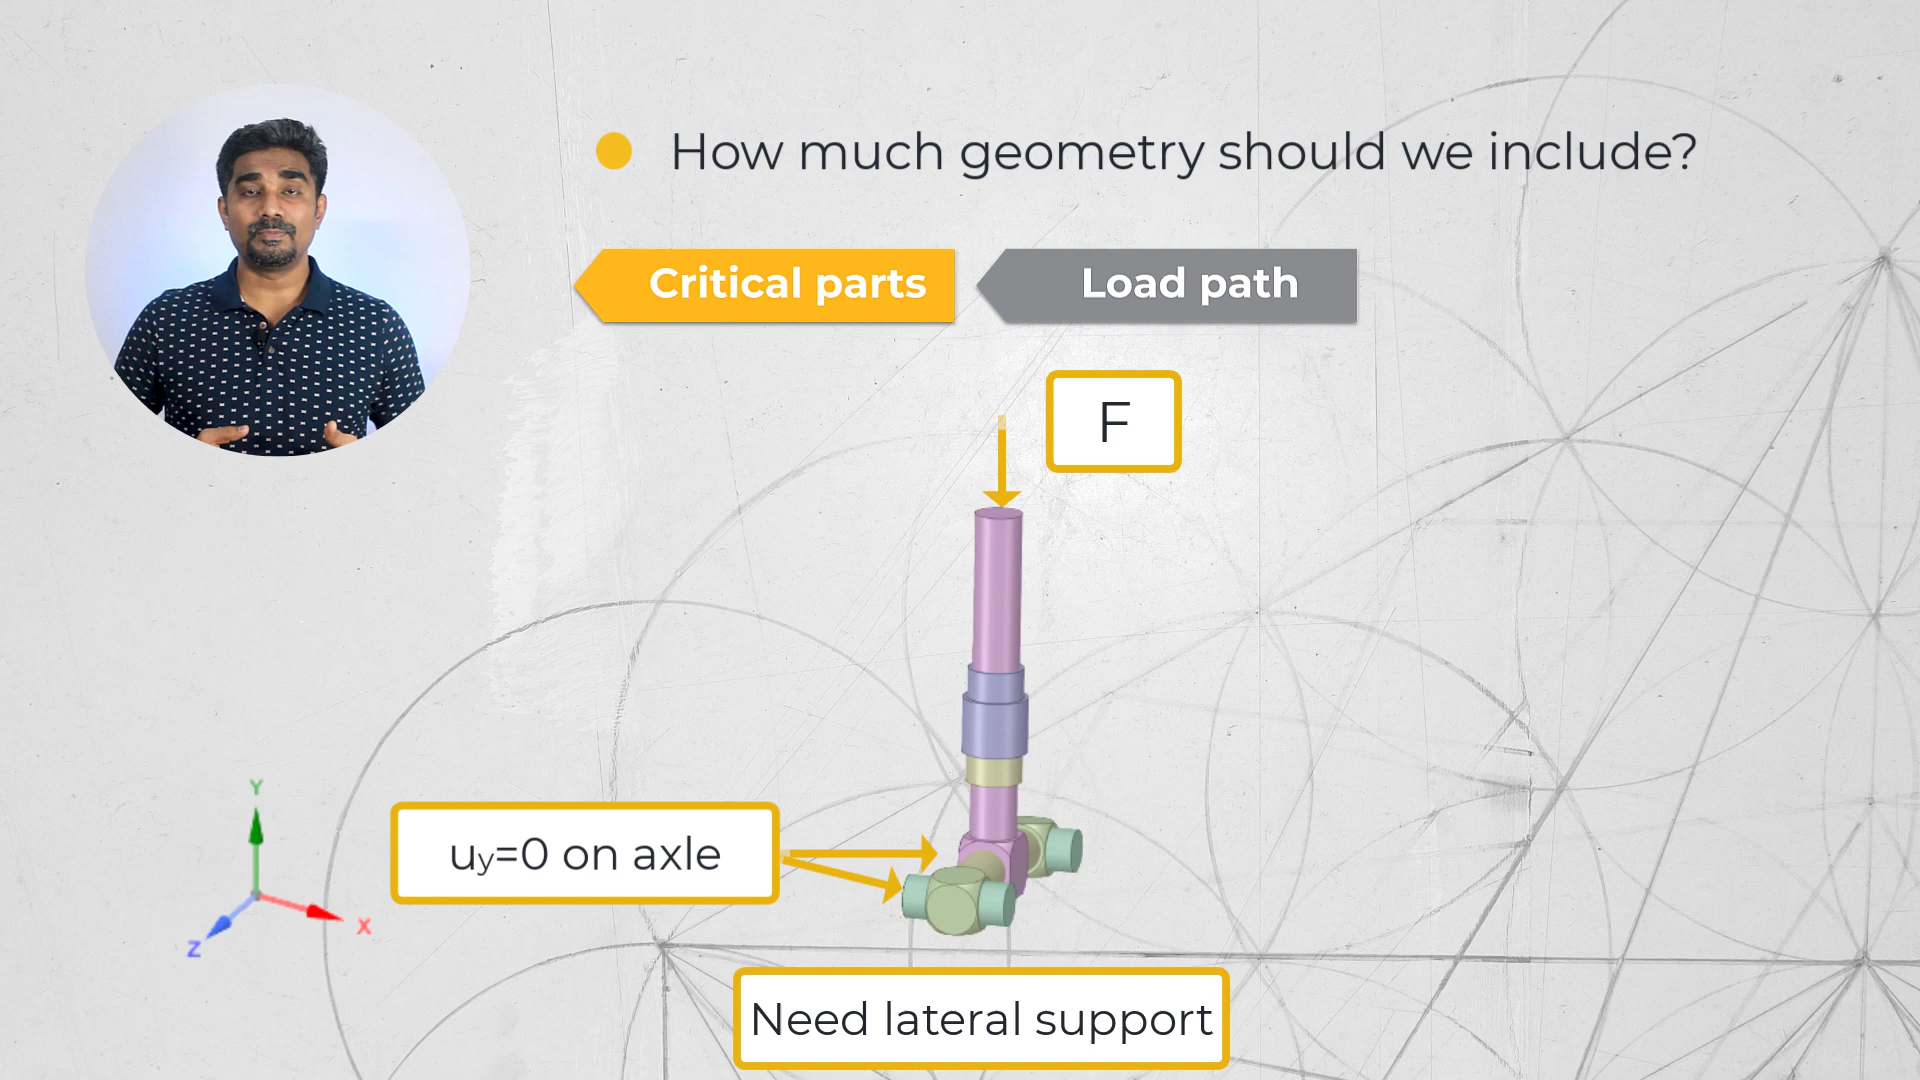 How much geometry should we include?
Critical parts
Load path
F
uy=0 on axle
Y
X
Z
Need lateral support